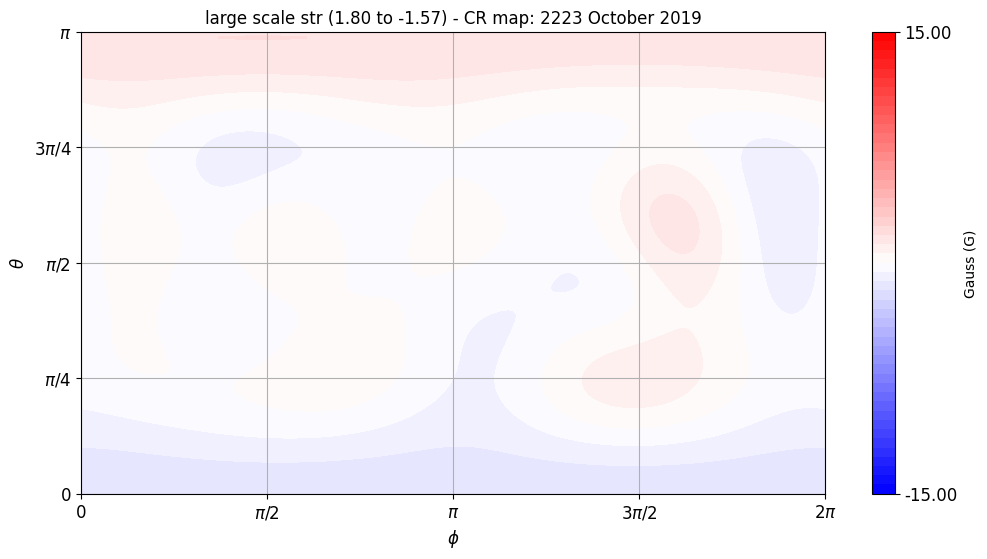 large scale str (1.80 to -1.57) - CR map: 2223 October 2019
π
3π/4
π/2
π/4
0
θ
0
π/2
π
3π/2
2π
ϕ
15.00
-15.00
Gauss (G)